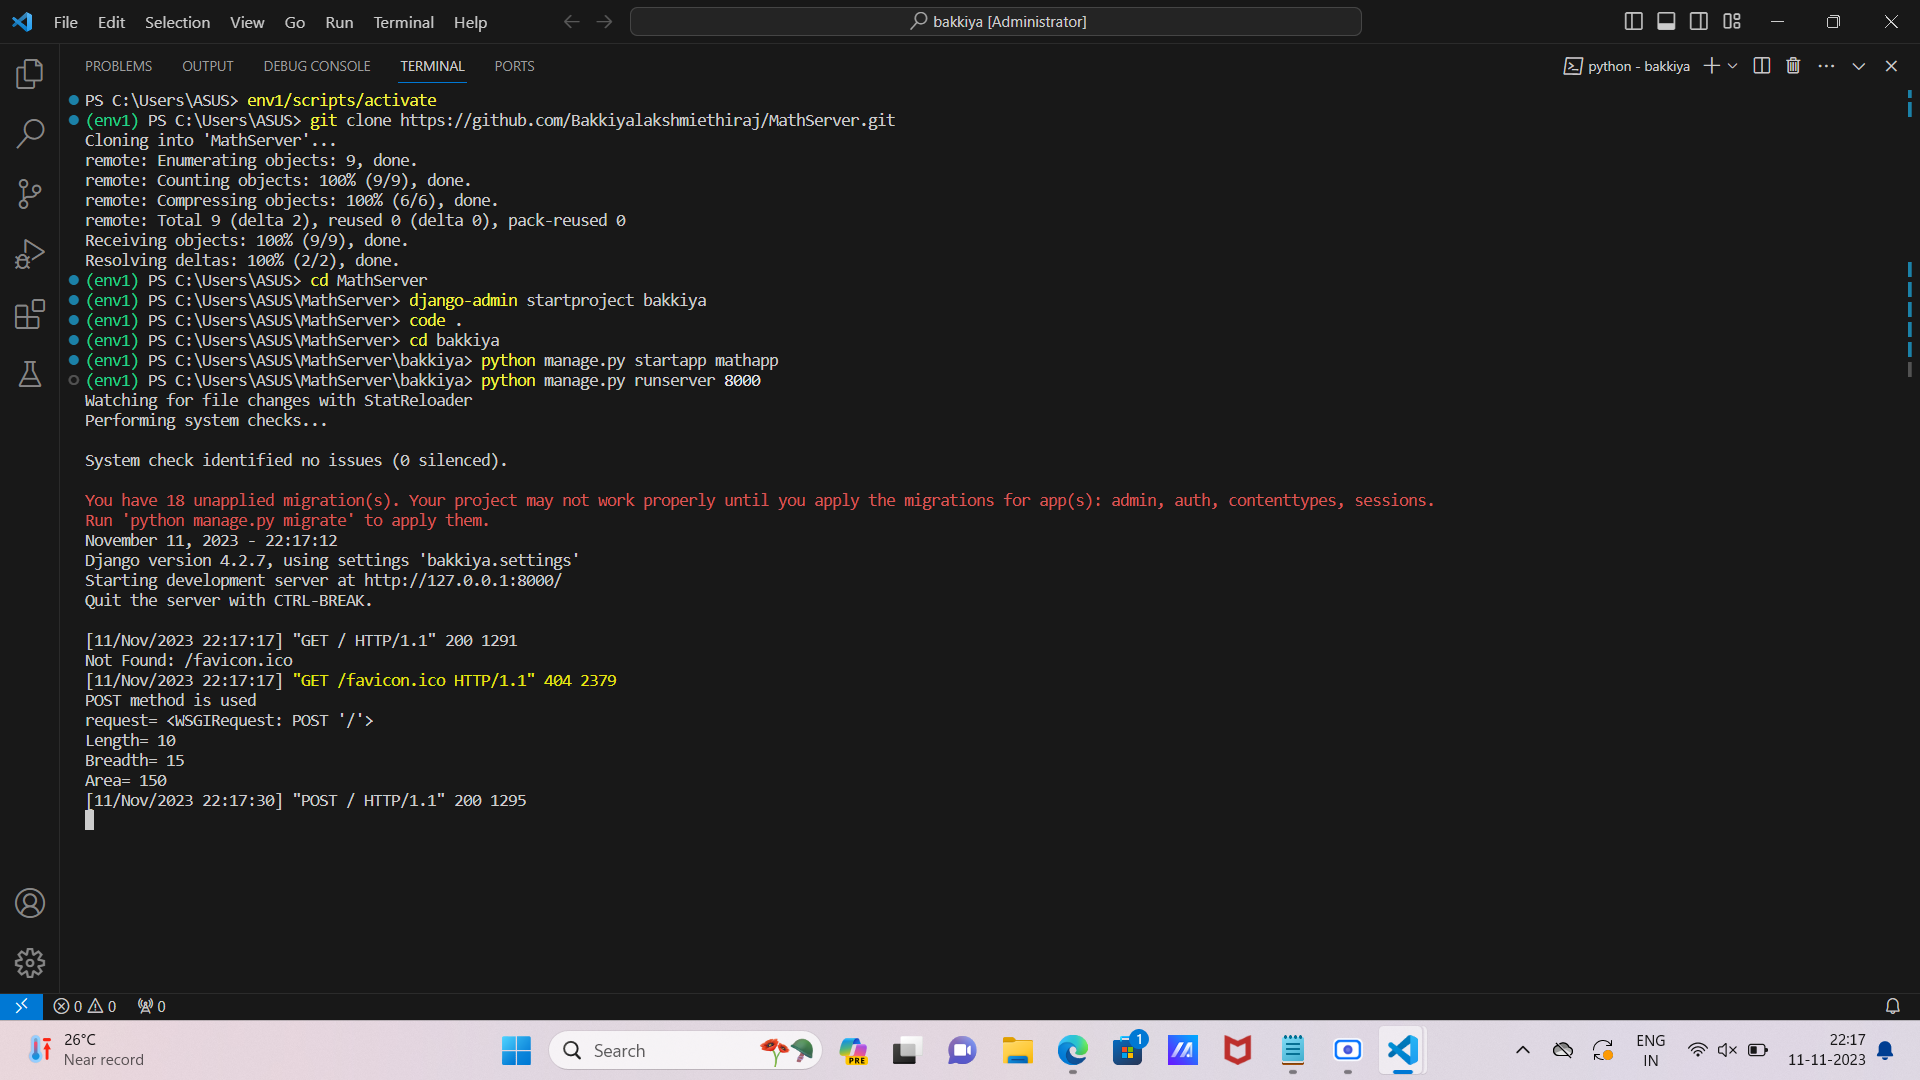 File Edit Selection View Go Run Terminal Help
bakkiya [Administrator]
PROBLEMS OUTPUT DEBUG CONSOLE TERMINAL PORTS
python - bakkiya
PS C:\Users\ASUS> env1/scripts/activate
(env1) PS C:\Users\ASUS> git clone https://github.com/Bakkiyalakshmiethiraj/MathServer.git
Cloning into 'MathServer'...
remote: Enumerating objects: 9, done.
remote: Counting objects: 100% (9/9), done.
remote: Compressing objects: 100% (6/6), done.
remote: Total 9 (delta 2), reused 0 (delta 0), pack-reused 0
Receiving objects: 100% (9/9), done.
Resolving deltas: 100% (2/2), done.
(env1) PS C:\Users\ASUS> cd MathServer
(env1) PS C:\Users\ASUS\MathServer> django-admin startproject bakkiya
(env1) PS C:\Users\ASUS\MathServer> code .
(env1) PS C:\Users\ASUS\MathServer> cd bakkiya
(env1) PS C:\Users\ASUS\MathServer\bakkiya> python manage.py startapp mathapp
(env1) PS C:\Users\ASUS\MathServer\bakkiya> python manage.py runserver 8000
Watching for file changes with StatReloader
Performing system checks...
System check identified no issues (0 silenced).
You have 18 unapplied migration(s). Your project may not work properly until you apply the migrations for app(s): admin, auth, contenttypes, sessions.
Run 'python manage.py migrate' to apply them.
November 11, 2023 - 22:17:12
Django version 4.2.7, using settings 'bakkiya.settings'
Starting development server at http://127.0.0.1:8000/
Quit the server with CTRL-BREAK.
[11/Nov/2023 22:17:17] "GET / HTTP/1.1" 200 1291
Not Found: /favicon.ico
[11/Nov/2023 22:17:17] "GET /favicon.ico HTTP/1.1" 404 2379
POST method is used
request= <WSGIRequest: POST '/'>
Length= 10
Breadth= 15
Area= 150
[11/Nov/2023 22:17:30] "POST / HTTP/1.1" 200 1295
0 0 0
26°C
Near record
Search
PRE
1
ENG
IN
22:17
11-11-2023